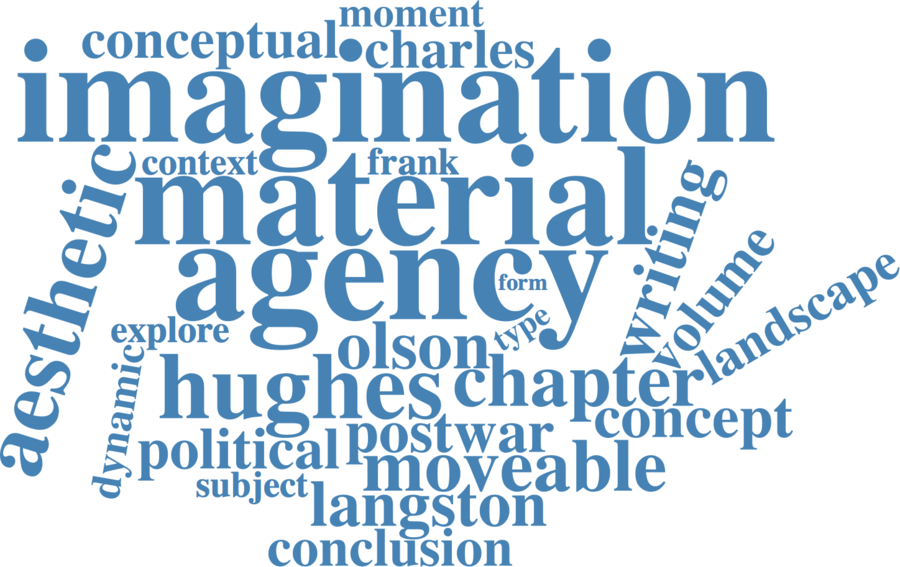 moment
conceptual
charles
imagination
context
frank
material
aesthetic
writing
agency
form
volume
landscape
type
explore
olson
dynamic
hughes
chapter
concept
political
postwar
moveable
subject
langston
conclusion